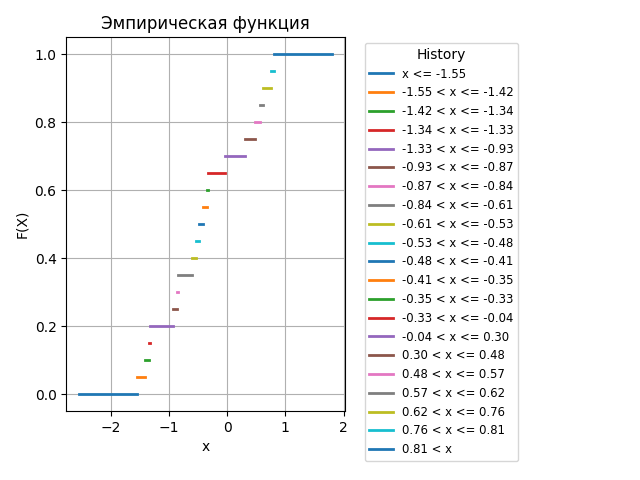 Эмпирическая функция
F(X)
1.0
0.8
0.6
0.4
0.2
0.0
−2
−1
0
1
2
x
History
x <= -1.55
-1.55 < x <= -1.42
-1.42 < x <= -1.34
-1.34 < x <= -1.33
-1.33 < x <= -0.93
-0.93 < x <= -0.87
-0.87 < x <= -0.84
-0.84 < x <= -0.61
-0.61 < x <= -0.53
-0.53 < x <= -0.48
-0.48 < x <= -0.41
-0.41 < x <= -0.35
-0.35 < x <= -0.33
-0.33 < x <= -0.04
-0.04 < x <= 0.30
0.30 < x <= 0.48
0.48 < x <= 0.57
0.57 < x <= 0.62
0.62 < x <= 0.76
0.76 < x <= 0.81
0.81 < x